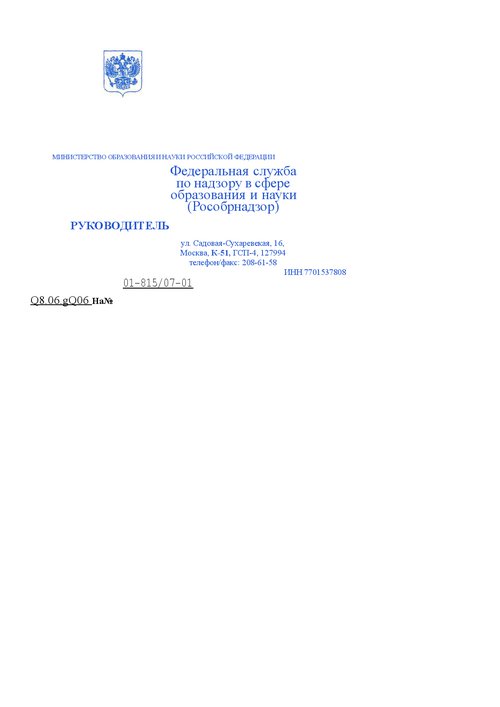 МИНИСТЕРСТВО ОБРАЗОВАНИЯ И НАУКИ РОССИЙСКОЙ ФЕДЕРАЦИИ
Федеральная служба
по надзору в сфере
образования и науки
(Рособрнадзор)
РУКОВОДИТЕЛЬ
ул. Садовая-Сухаревская, 16,
Москва, К-51, ГСП-4, 127994
телефон/факс: 208-61-58
ИНН 7701537808
01-815/07-01
Q8.06.gQ06 На№